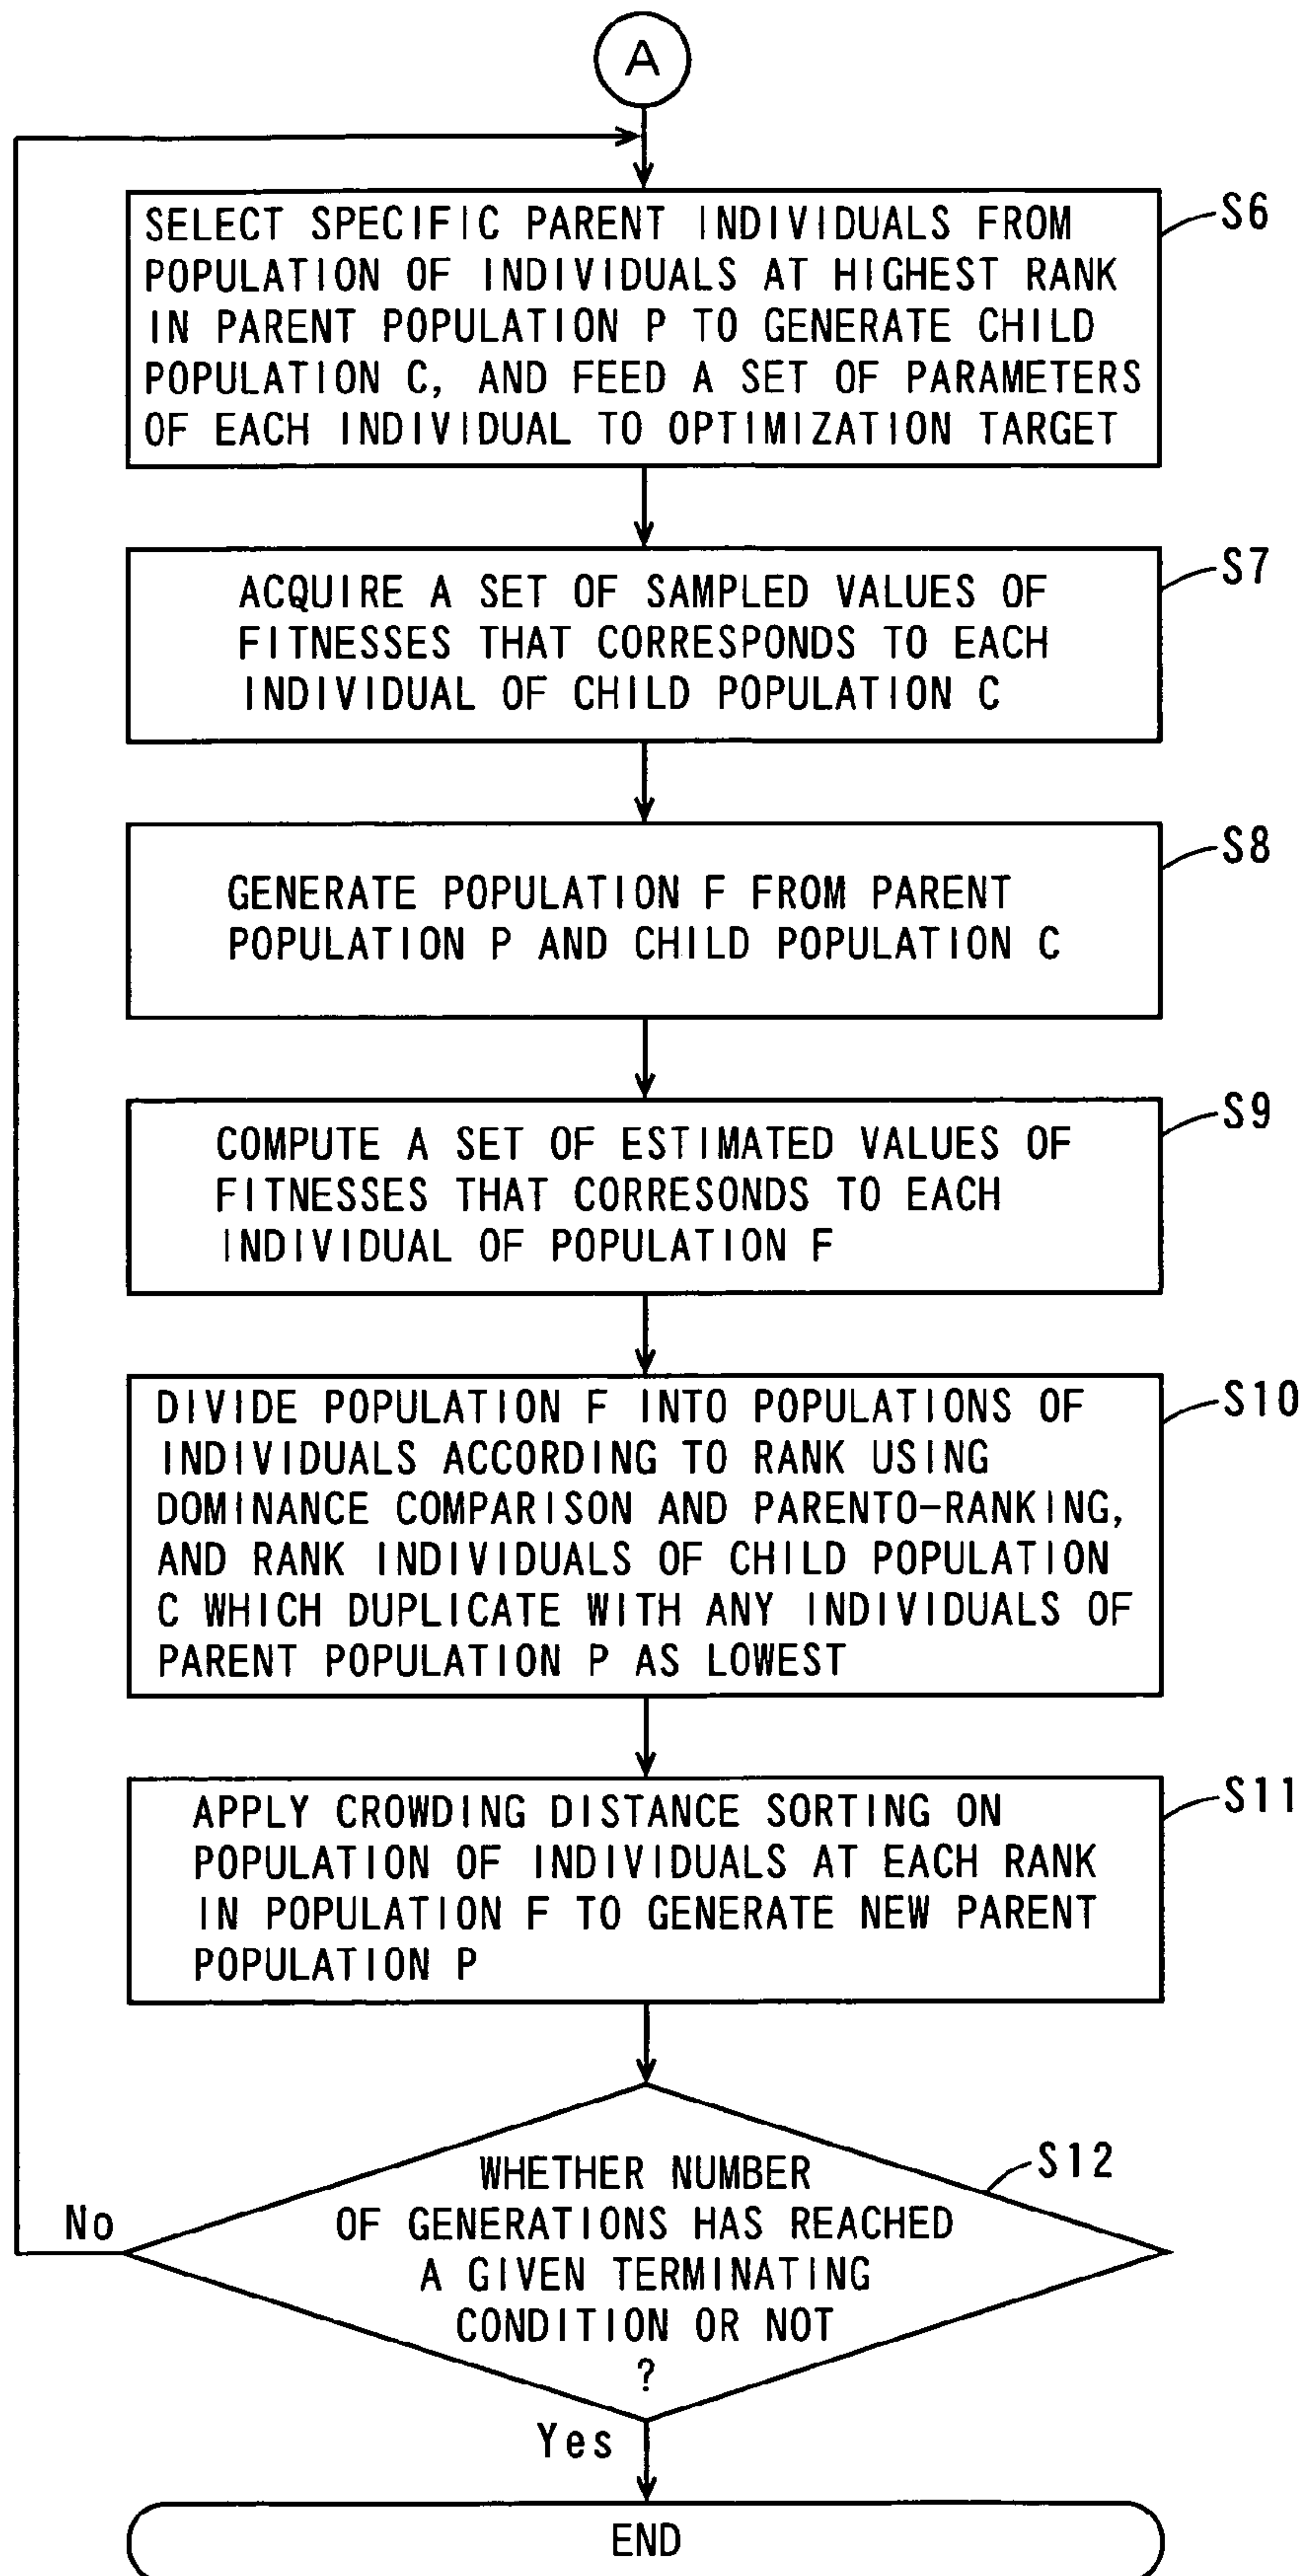 A
SELECT SPECIFIC PARENT INDIVIDUALS FROM
POPULATION OF INDIVIDUALS AT HIGHEST RANK
IN PARENT POPULATION P TO GENERATE CHILD
POPULATION C, AND FEED A SET OF PARAMETERS
OF EACH INDIVIDUAL TO OPTIMIZATION TARGET
S6
ACQUIRE A SET OF SAMPLED VALUES OF
FITNESSES THAT CORRESPONDS TO EACH
INDIVIDUAL OF CHILD POPULATION C
S7
GENERATE POPULATION F FROM PARENT
POPULATION P AND CHILD POPULATION C
S8
COMPUTE A SET OF ESTIMATED VALUES OF
FITNESSES THAT CORRESONDS TO EACH
INDIVIDUAL OF POPULATION F
S9
DIVIDE POPULATION F INTO POPULATIONS OF
INDIVIDUALS ACCORDING TO RANK USING
DOMINANCE COMPARISON AND PARENTO-RANKING,
AND RANK INDIVIDUALS OF CHILD POPULATION
C WHICH DUPLICATE WITH ANY INDIVIDUALS OF
PARENT POPULATION P AS LOWEST
S10
APPLY CROWDING DISTANCE SORTING ON
POPULATION OF INDIVIDUALS AT EACH RANK
IN POPULATION F TO GENERATE NEW PARENT
POPULATION P
S11
WHETHER NUMBER
OF GENERATIONS HAS REACHED
A GIVEN TERMINATING
CONDITION OR NOT
?
S12
No
Yes
END